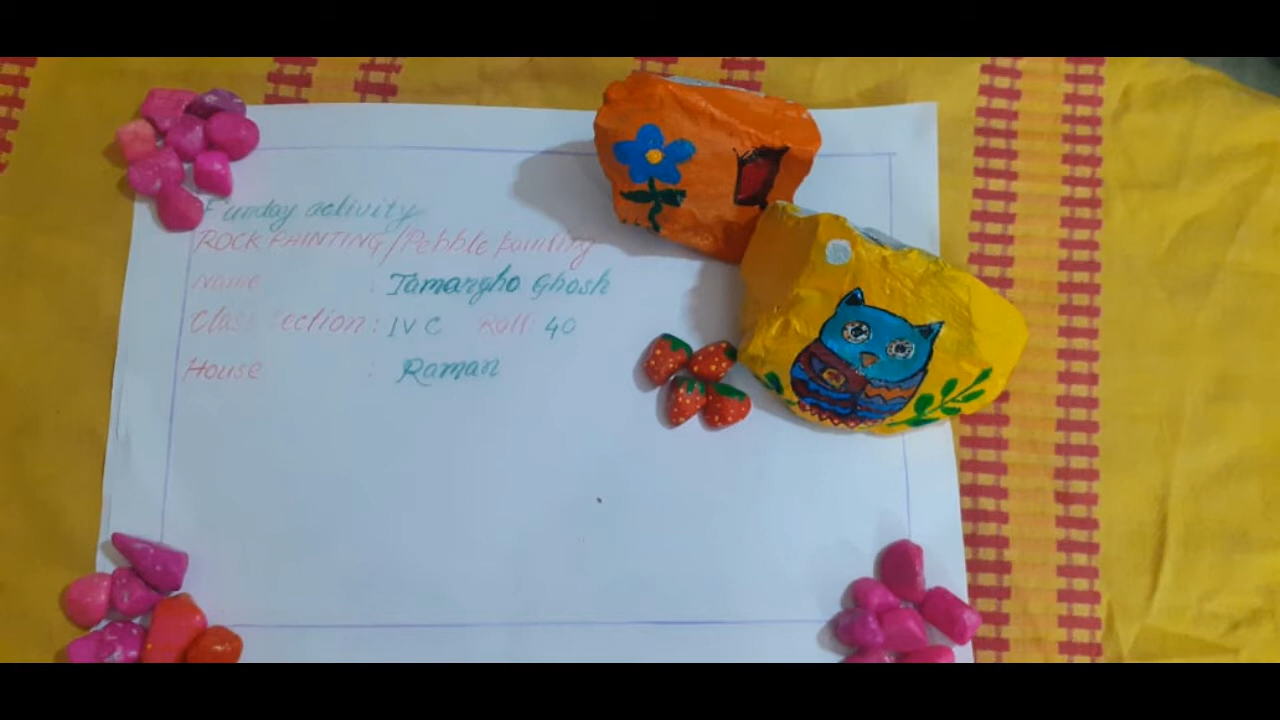 Funday activity
ROCK PAINTING/Pebble painting
Name : Tamargho Ghosh
Class Section : IV C Roll: 40
House : Raman